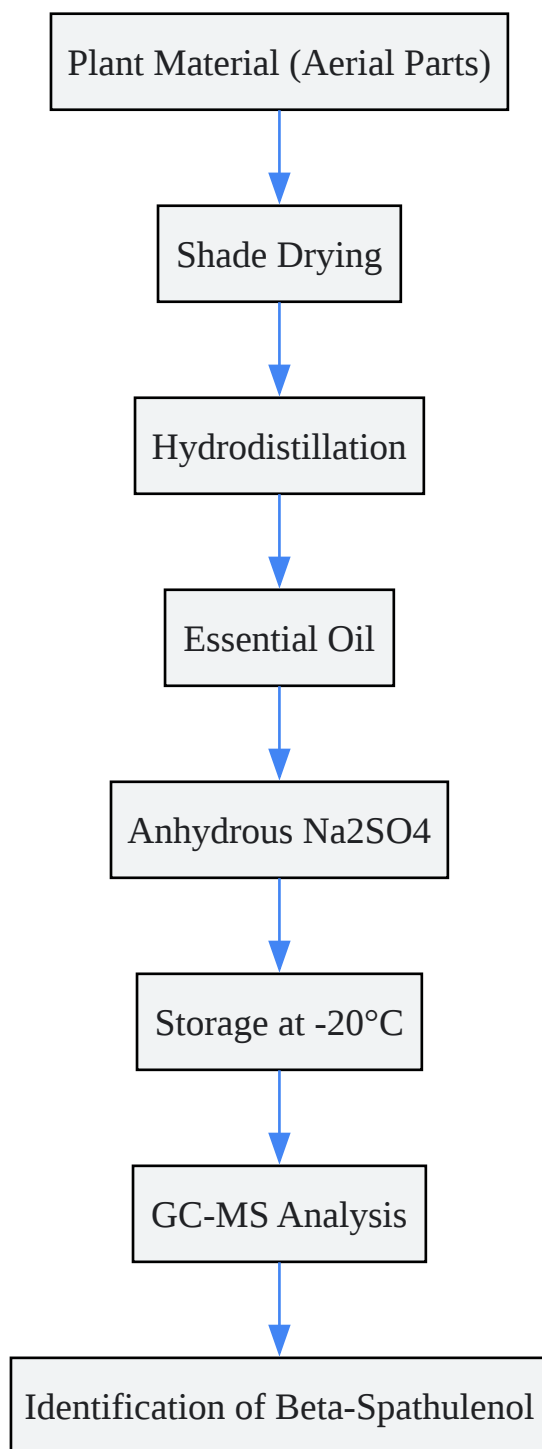 Plant Material (Aerial Parts)
Shade Drying
Hydrodistillation
Essential Oil
Anhydrous Na2SO4
Storage at -20°C
GC-MS Analysis
Identification of Beta-Spathulenol